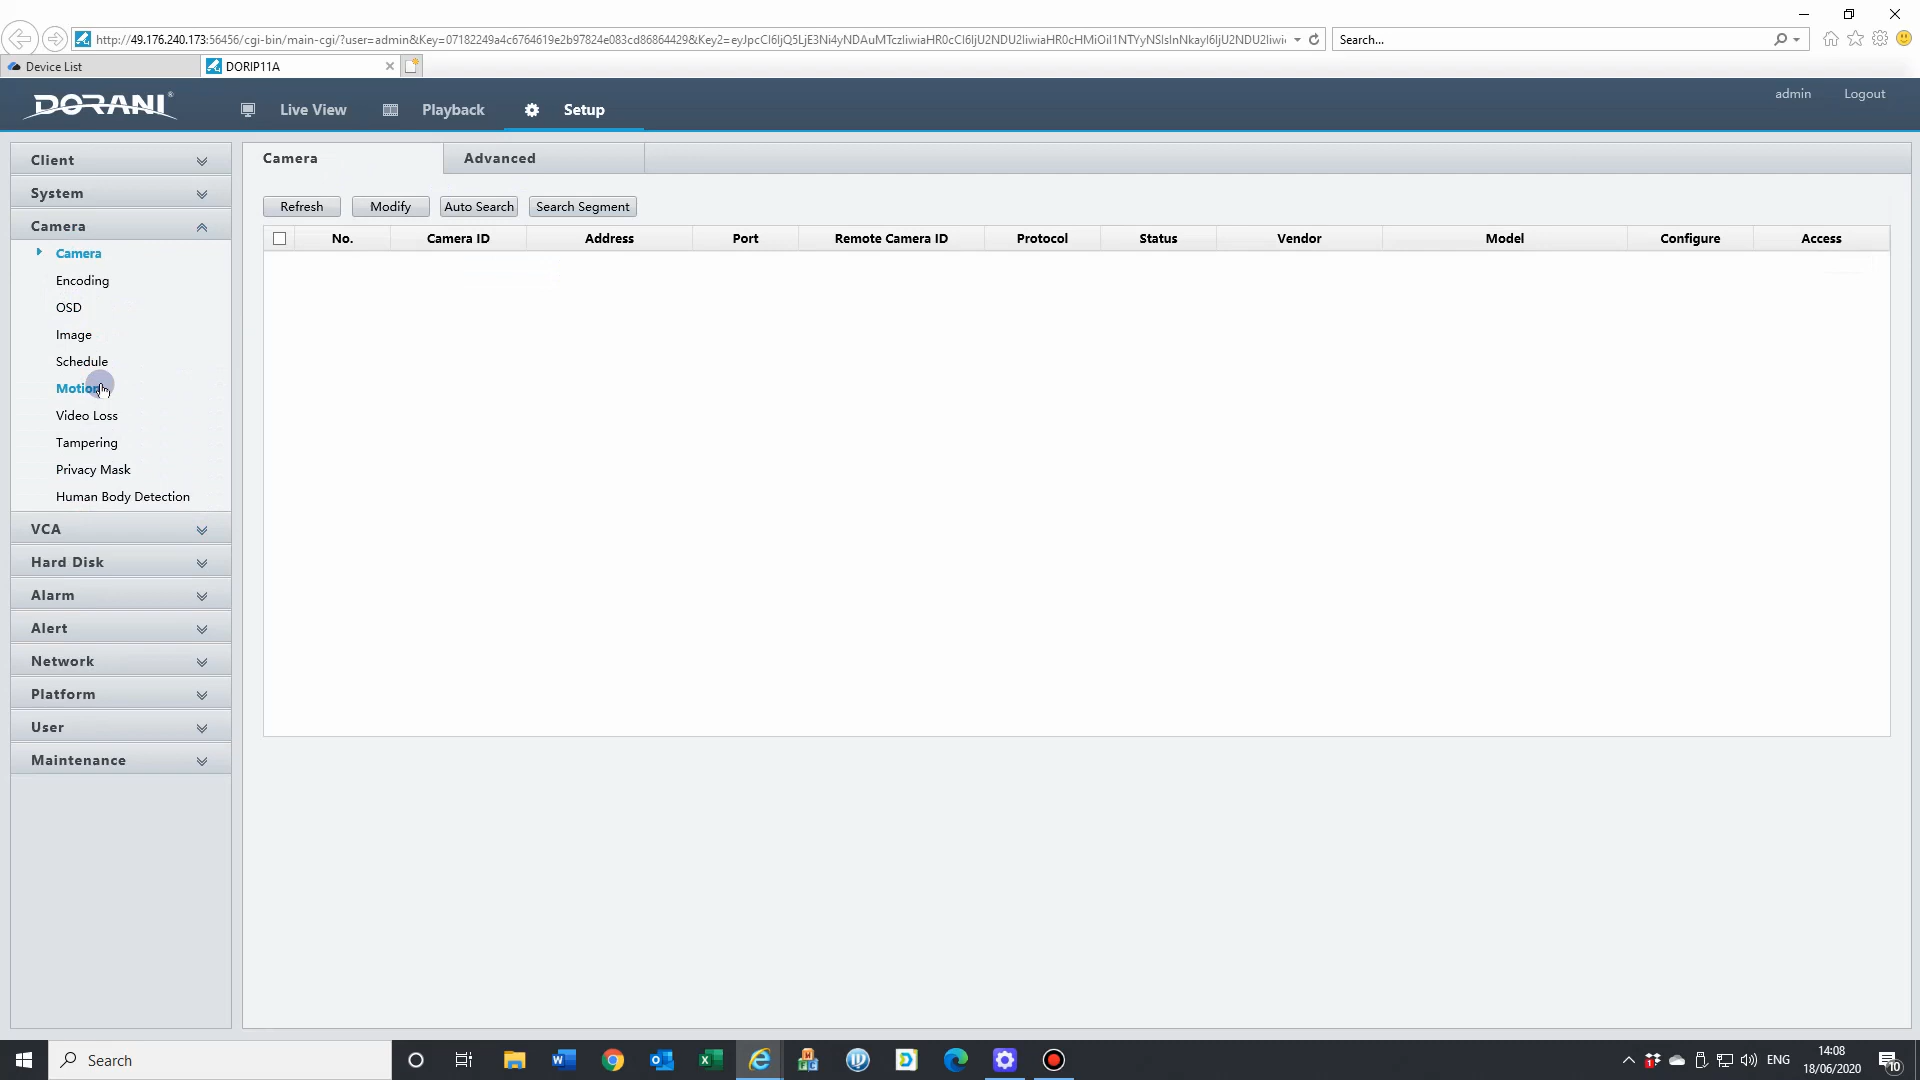 http://49.176.240.173:56456/cgi-bin/main-cgi/?user=admin&Key=07182249a4c6764619e2b97824e083cd86864429&Key2=
Search...
Device List
DORIP11A
DORANI®
Live View
Playback
Setup
admin
Logout
Client
System
Camera
Camera
Encoding
OSD
Image
Schedule
Motion
Video Loss
Tampering
Privacy Mask
Human Body Detection
VCA
Hard Disk
Alarm
Alert
Network
Platform
User
Maintenance
Camera
Advanced
Refresh
Modify
Auto Search
Search Segment
No.
Camera ID
Address
Port
Remote Camera ID
Protocol
Status
Vendor
Model
Configure
Access
Search
ENG
14:08
18/06/2020
10